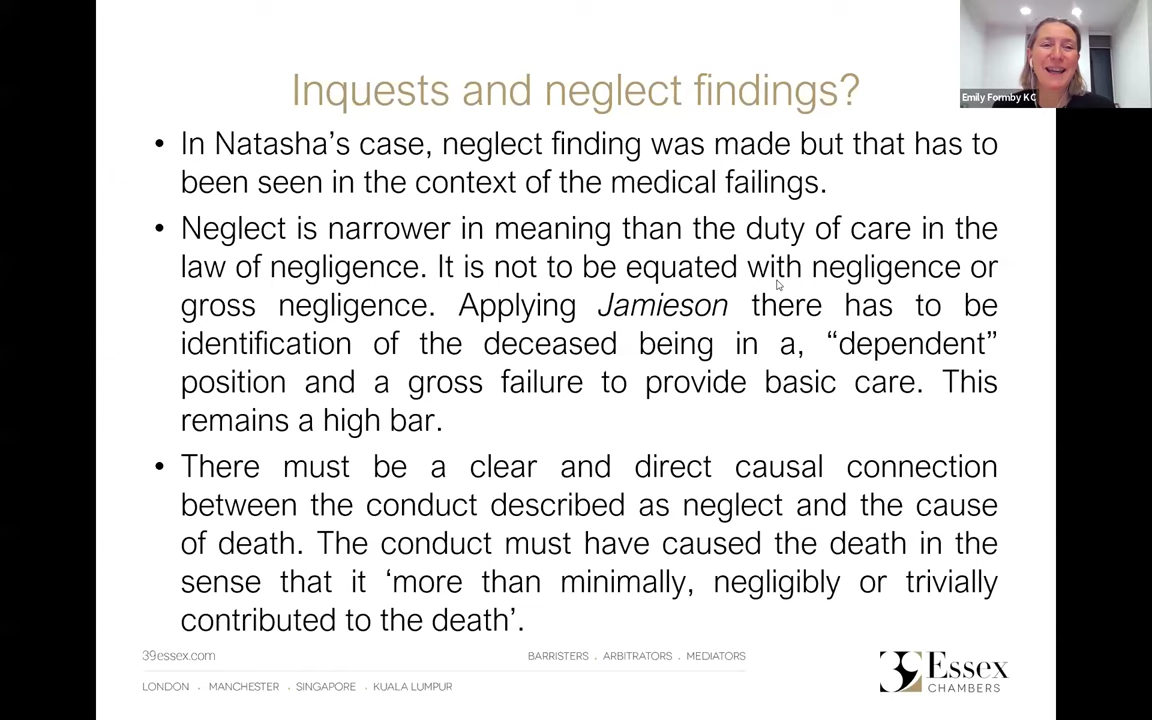 Inquests and neglect findings?
Emily Formby KC
• In Natasha's case, neglect finding was made but that has to
been seen in the context of the medical failings.
• Neglect is narrower in meaning than the duty of care in the
law of negligence. It is not to be equated with negligence or
gross negligence. Applying Jamieson there has to be
identification of the deceased being in a, “dependent”
position and a gross failure to provide basic care. This
remains a high bar.
• There must be a clear and direct causal connection
between the conduct described as neglect and the cause
of death. The conduct must have caused the death in the
sense that it ‘more than minimally, negligibly or trivially
contributed to the death’.
39essex.com
BARRISTERS . ARBITRATORS . MEDIATORS
LONDON . MANCHESTER . SINGAPORE . KUALA LUMPUR
39 Essex
CHAMBERS